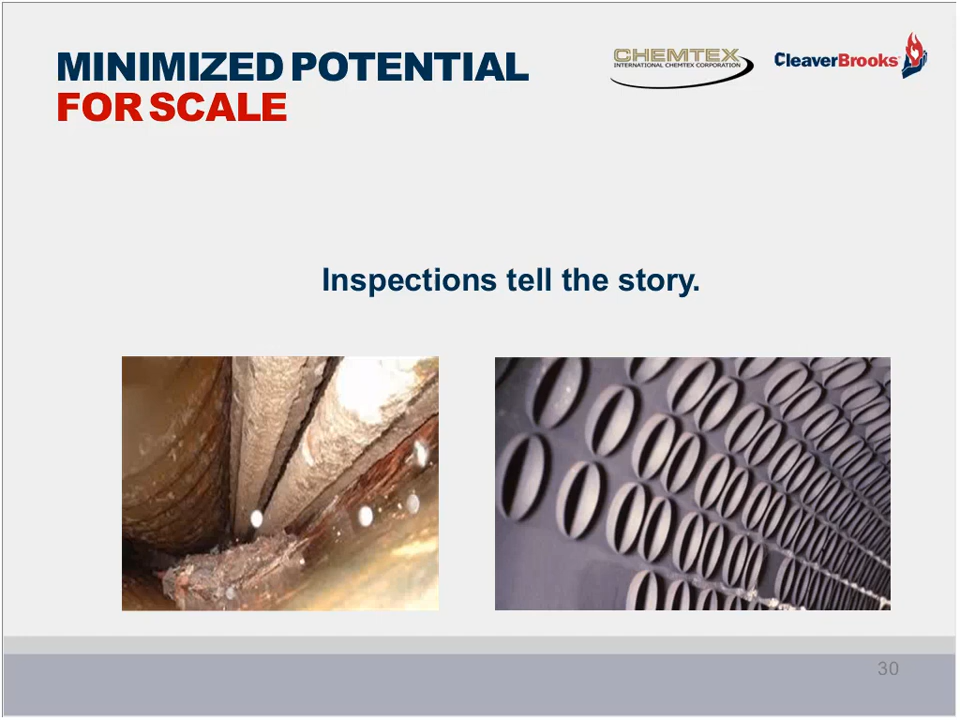 MINIMIZED POTENTIAL
FOR SCALE
CHEMTEX
INTERNATIONAL CHEMTEX CORPORATION
CleaverBrooks
Inspections tell the story.
30